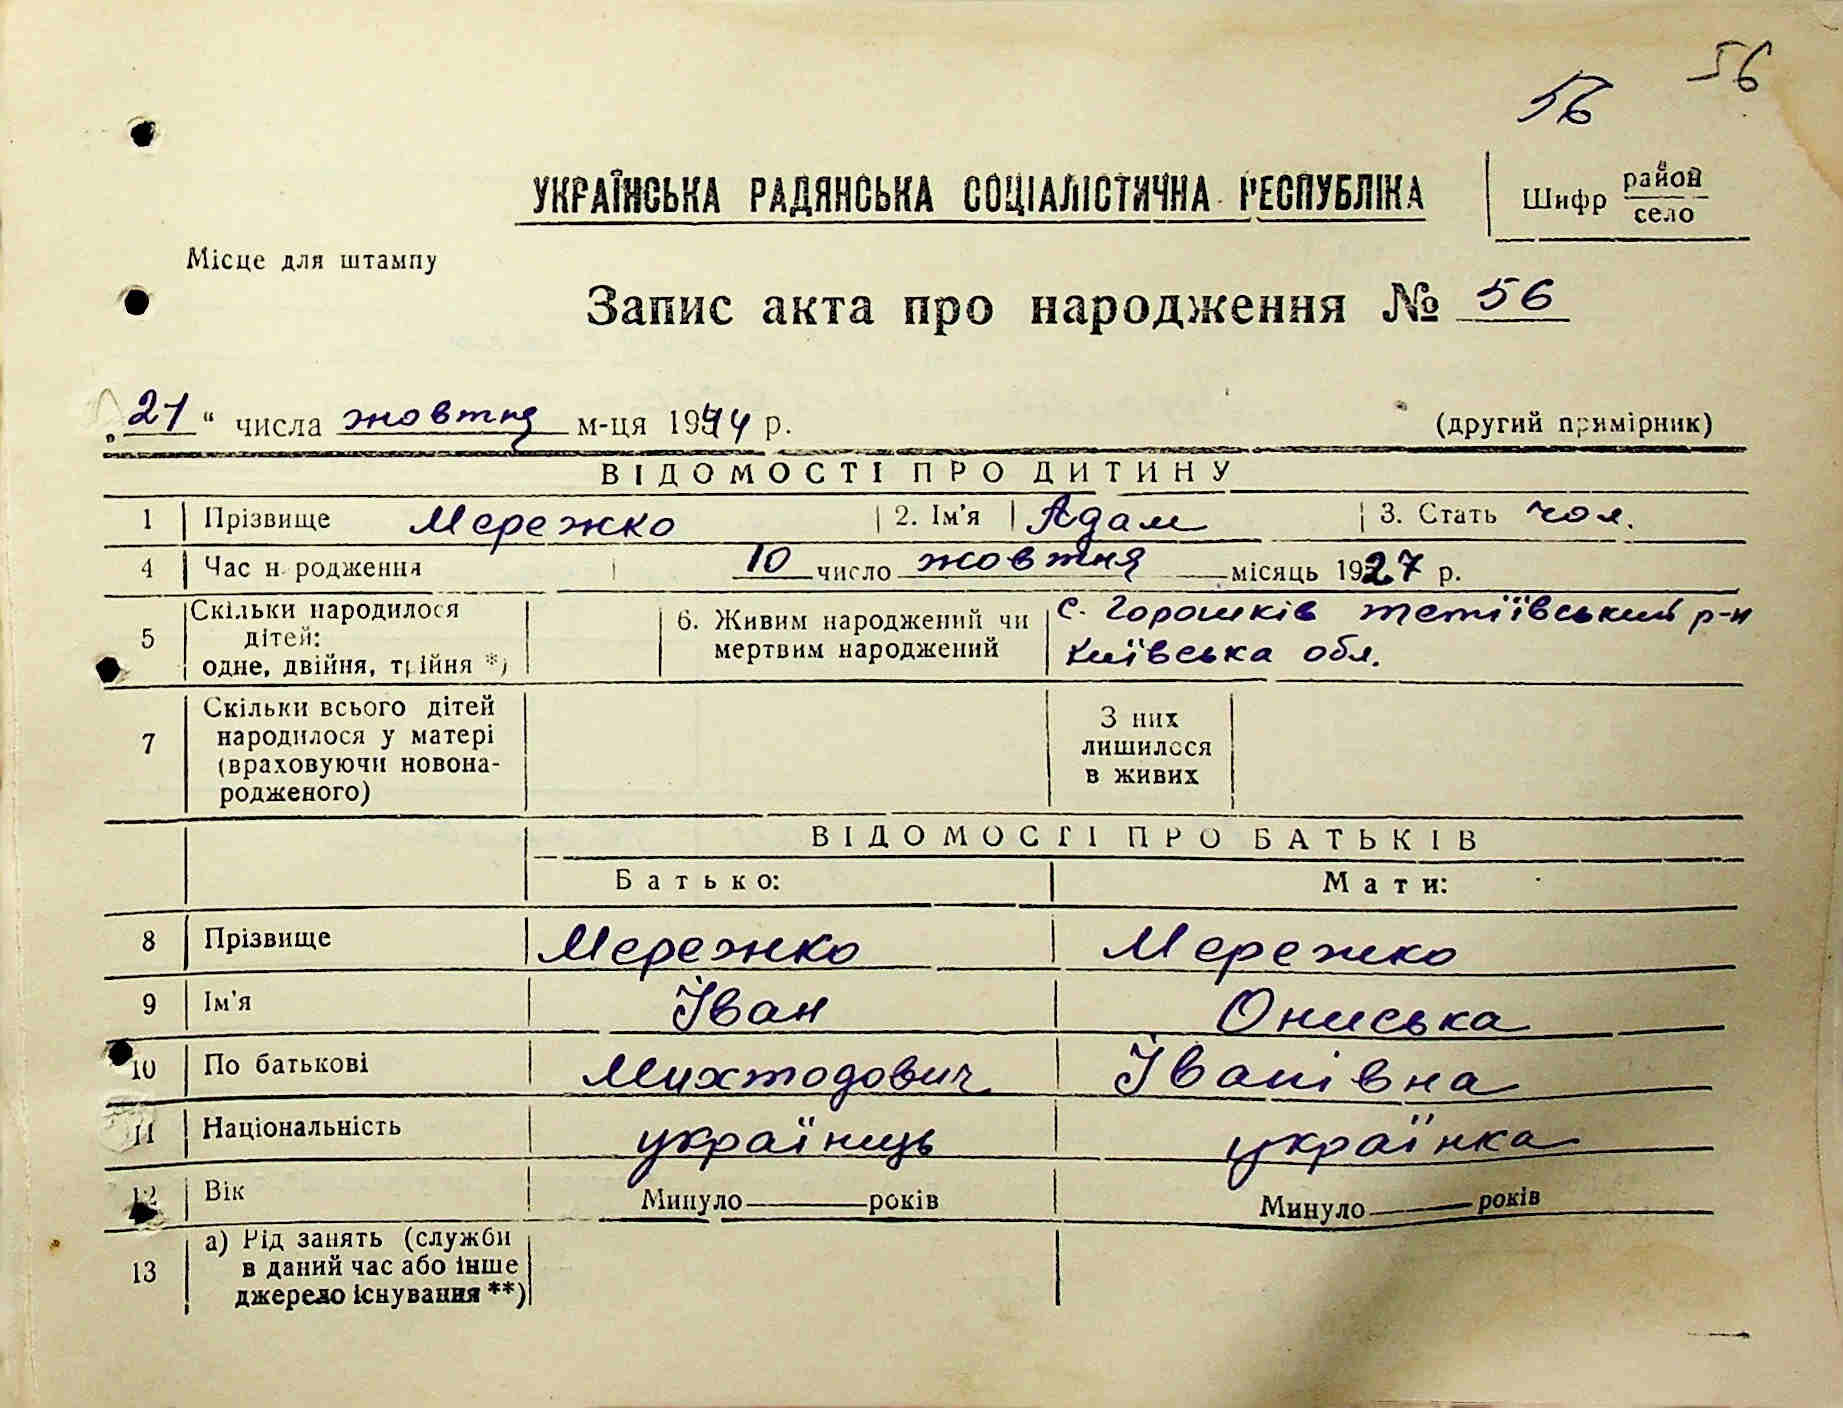 56
56
УКРАЇНСЬКА РАДЯНСЬКА СОЦІАЛІСТИЧНА РЕСПУБЛІКА
Шифр район
село
Місце для штампу
Запис акта про народження № 56
„21“ числа жовтня м-ця 1944 р.
(другий примірник)
ВІДОМОСТІ ПРО ДИТИНУ
1 Прізвище Мережко 2. Ім'я Адам 3. Стать чол.
4 Час народження 10 число жовтня місяць 1927 р.
5 Скільки народилося дітей: одне, двійня, трійня *)
6. Живим народжений чи мертвим народжений
с. Горошків тетіївський р-н
Київська обл.
7 Скільки всього дітей народилося у матері (враховуючи новона-
родженого)
З них лишилося в живих
ВІДОМОСТІ ПРО БАТЬКІВ
Батько: Мати:
8 Прізвище Мережко Мережко
9 Ім'я Іван Ониська
10 По батькові Михтодович Іванівна
11 Національність українець українка
12 Вік Минуло років Минуло років
13 а) Рід занять (служби
в даний час або інше
джерело існування **)